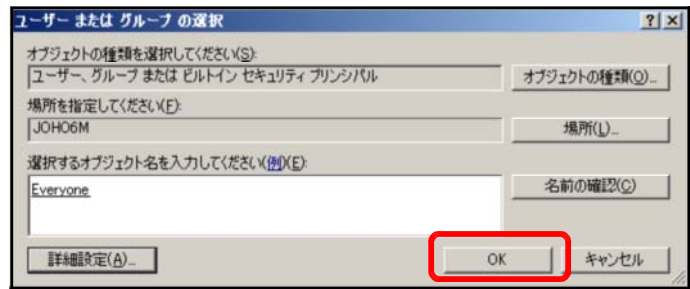 ユーザー または グループ の選択
オブジェクトの種類を選択してください(S):
ユーザー、グループ または ビルトイン セキュリティ プリンシパル
オブジェクトの種類(O)...
場所を指定してください(F):
JOHO6M
場所(L)...
選択するオブジェクト名を入力してください(例)(E):
Everyone
名前の確認(C)
詳細設定(A)...
OK
キャンセル